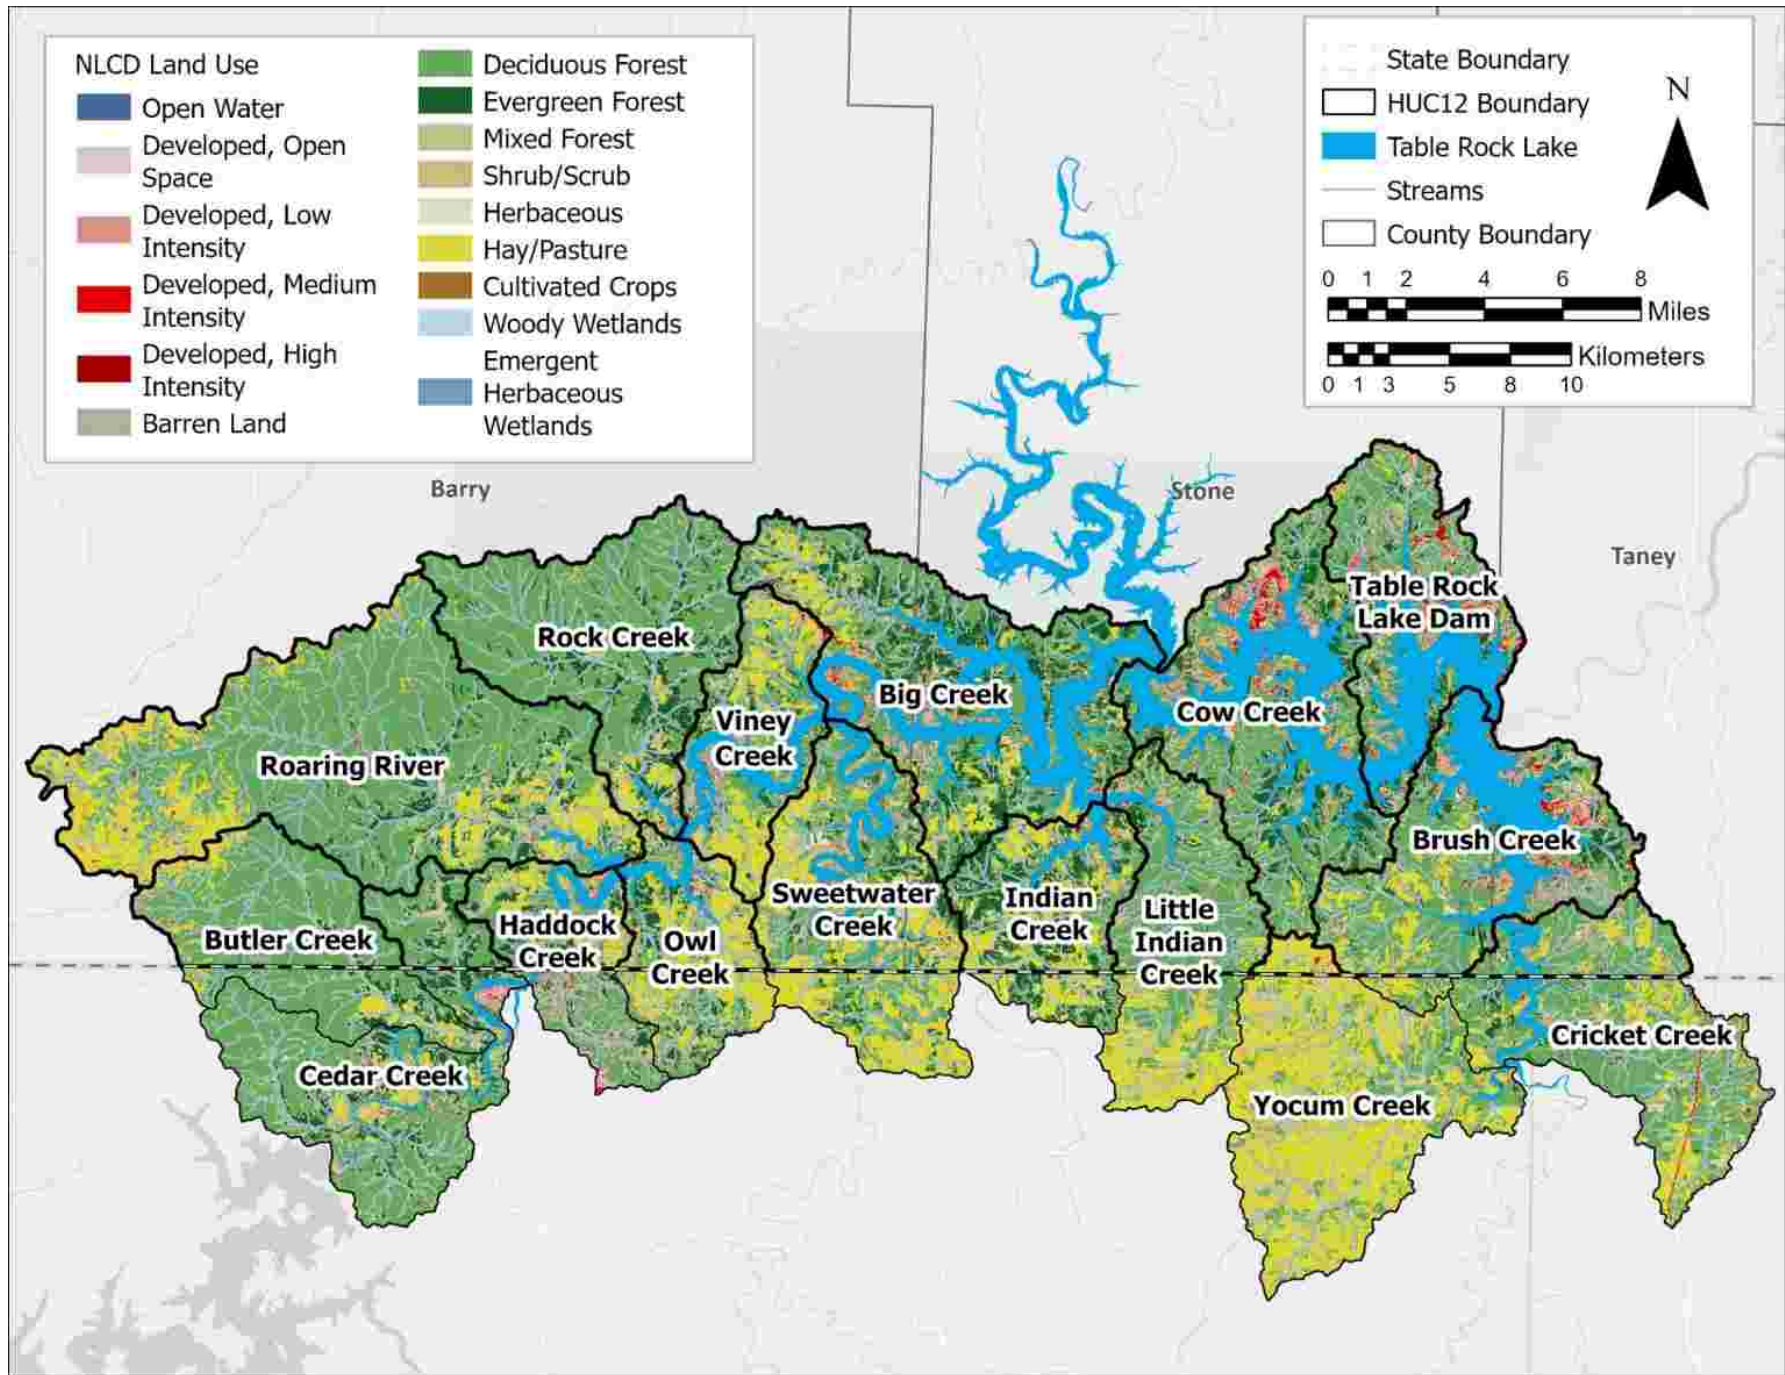 NLCD Land Use
Open Water
Developed, Open
Space
Developed, Low
Intensity
Developed, Medium
Intensity
Developed, High
Intensity
Barren Land
Deciduous Forest
Evergreen Forest
Mixed Forest
Shrub/Scrub
Herbaceous
Hay/Pasture
Cultivated Crops
Woody Wetlands
Emergent
Herbaceous
Wetlands
State Boundary
HUC12 Boundary
Table Rock Lake
Streams
County Boundary
N
0 1 2 4 6 8
Miles
Kilometers
0 1 3 5 8 10
Barry
Stone
Taney
Table Rock
Lake Dam
Rock Creek
Big Creek
Viney
Creek
Cow Creek
Roaring River
Brush Creek
Sweetwater
Creek
Indian
Creek
Little
Indian
Creek
Haddock
Creek
Owl
Creek
Butler Creek
Cricket Creek
Cedar Creek
Yocum Creek